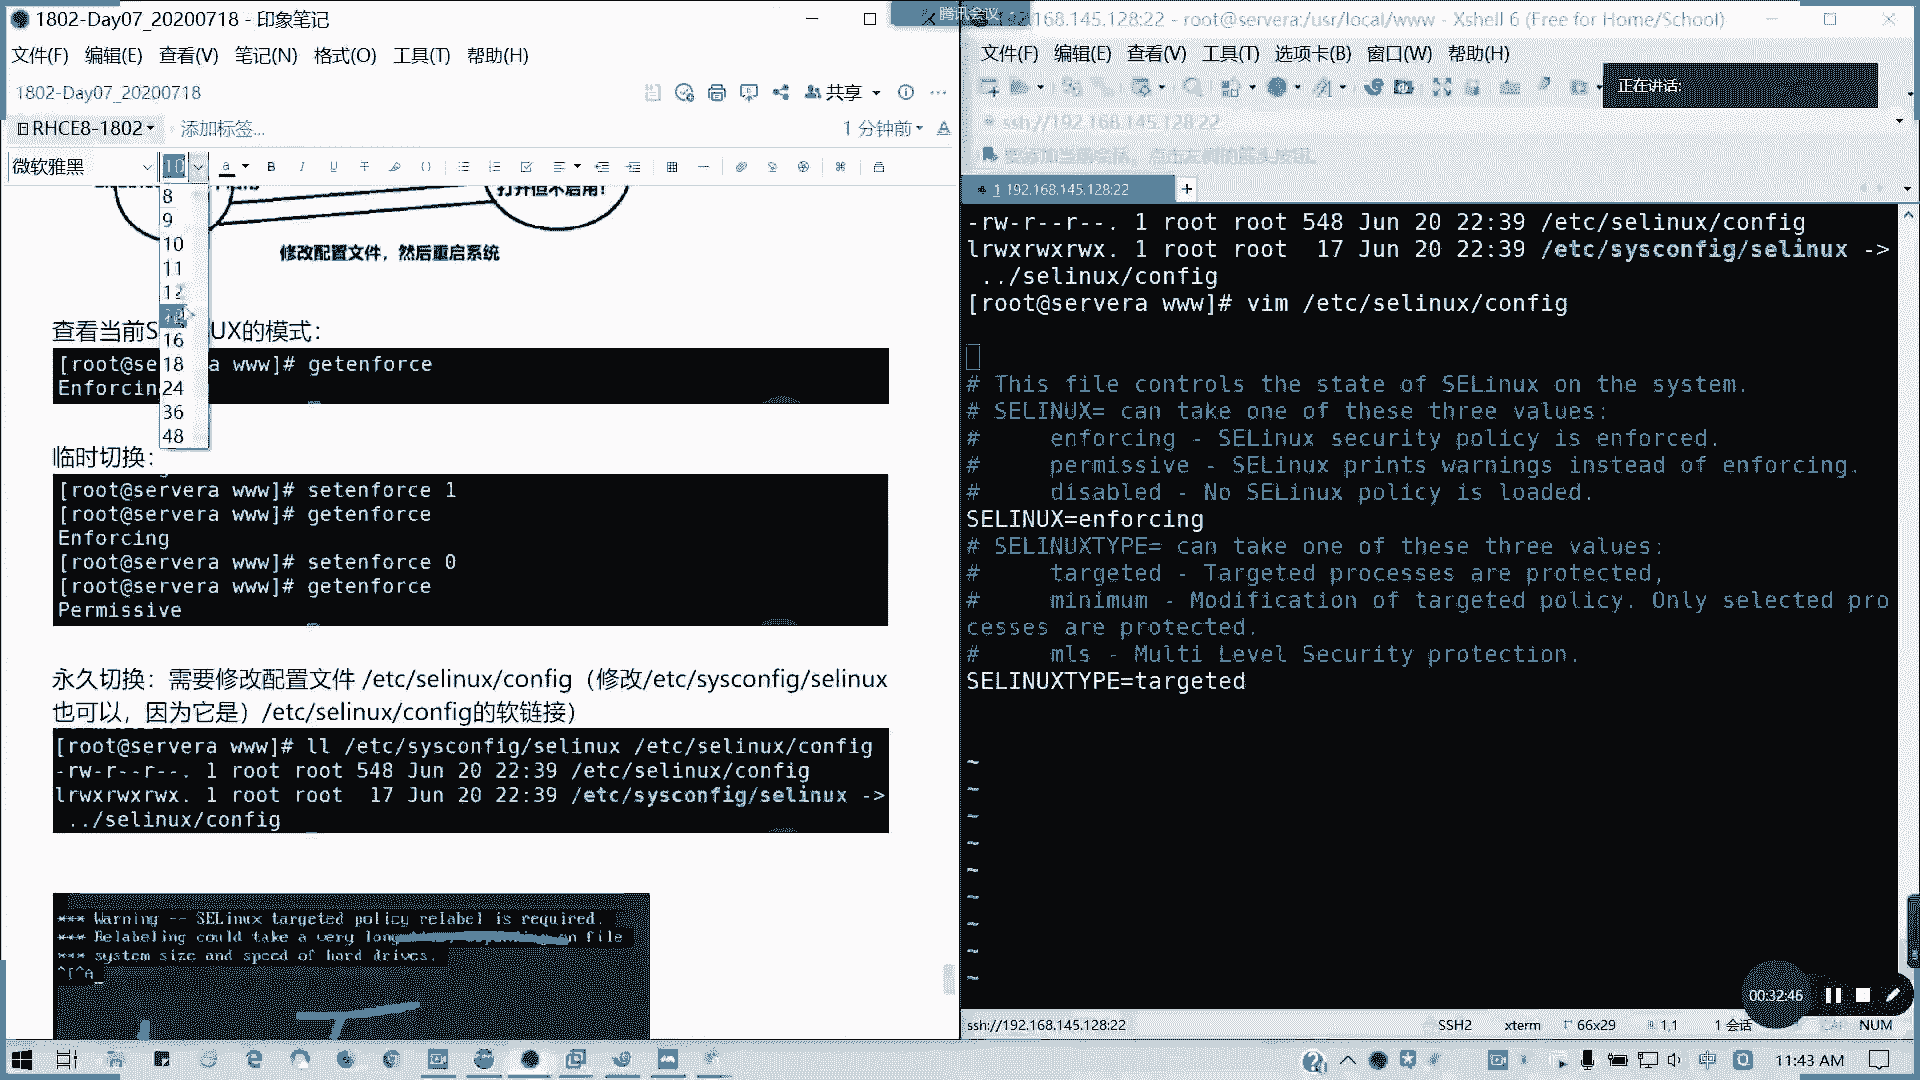 1802-Day07_20200718 - 印象笔记
文件(F) 编辑(E) 查看(V) 笔记(N) 格式(O) 工具(T) 帮助(H)
1802-Day07_20200718
共享
RHCE8-1802
添加标签...
1 分钟前
微软雅黑
10
8
9
10
11
12
16
18
24
36
48
打开但不启用!
修改配置文件，然后重启系统
查看当前S UX的模式：
[root@se a www]# getenforce
Enforcin
临时切换：
[root@servera www]# setenforce 1
[root@servera www]# getenforce
Enforcing
[root@servera www]# setenforce 0
[root@servera www]# getenforce
Permissive
永久切换：需要修改配置文件 /etc/selinux/config（修改/etc/sysconfig/selinux
也可以，因为它是）/etc/selinux/config的软链接）
[root@servera www]# ll /etc/sysconfig/selinux /etc/selinux/config
-rw-r--r--. 1 root root 548 Jun 20 22:39 /etc/selinux/config
lrwxrwxrwx. 1 root root  17 Jun 20 22:39 /etc/sysconfig/selinux ->
../selinux/config
*** Warning -- SELinux targeted policy relabel is required.
*** Relabeling could take a very long file
*** system size and speed of hard drives.
腾讯会议
168.145.128:22 - root@servera:/usr/local/www - Xshell 6 (Free for Home/School)
文件(F) 编辑(E) 查看(V) 工具(T) 选项卡(B) 窗口(W) 帮助(H)
正在讲话:
ssh://192.168.145.128:22
要添加当前会话，点击左侧的箭头按钮。
1 192.168.145.128:22
-rw-r--r--. 1 root root 548 Jun 20 22:39 /etc/selinux/config
lrwxrwxrwx. 1 root root  17 Jun 20 22:39 /etc/sysconfig/selinux ->
../selinux/config
[root@servera www]# vim /etc/selinux/config
# This file controls the state of SELinux on the system.
# SELINUX= can take one of these three values:
#     enforcing - SELinux security policy is enforced.
#     permissive - SELinux prints warnings instead of enforcing.
#     disabled - No SELinux policy is loaded.
SELINUX=enforcing
# SELINUXTYPE= can take one of these three values:
#     targeted - Targeted processes are protected,
#     minimum - Modification of targeted policy. Only selected pro
cesses are protected.
#     mls - Multi Level Security protection.
SELINUXTYPE=targeted
~
~
~
~
~
~
~
~
~
00:32:46
ssh://192.168.145.128:22 SSH2 xterm 66x29 1,1 1 会话 NUM
中
11:43 AM